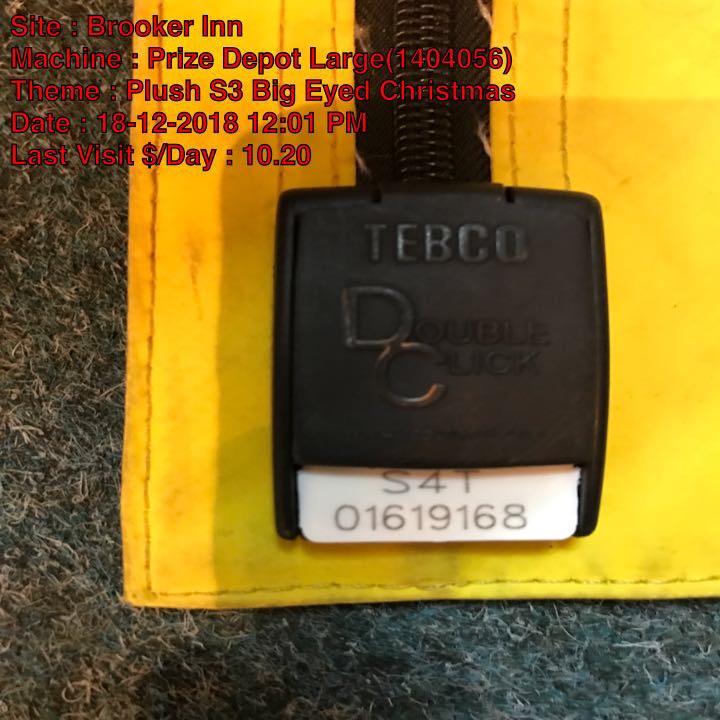 Site : Brooker Inn
Machine : Prize Depot Large(1404056)
Theme : Plush S3 Big Eyed Christmas
Date : 18-12-2018 12:01 PM
Last Visit $/Day : 10.20
TEBCO
DOUBLE
CLICK
S4T
01619168